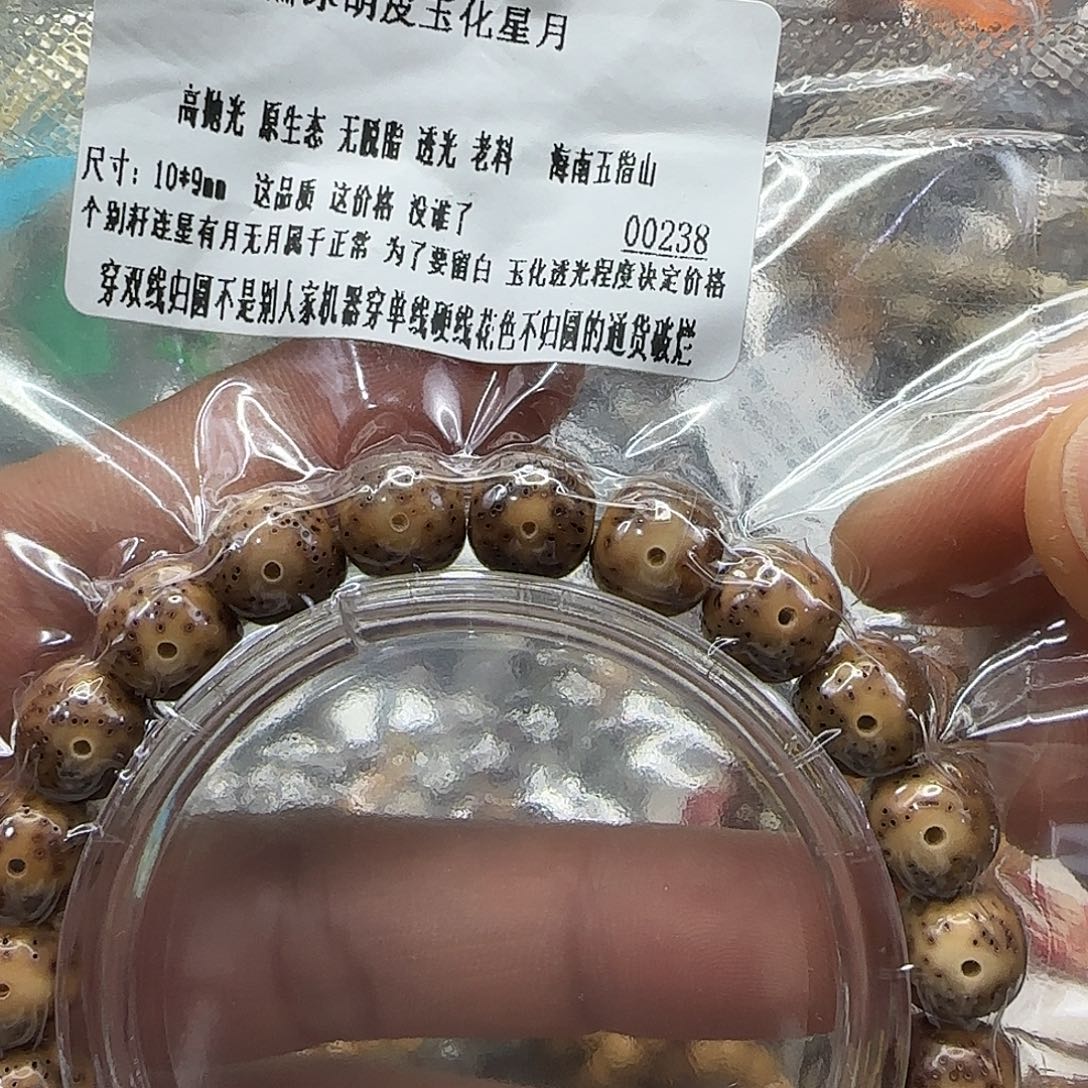 胡皮玉化星月
高抛光 原生态 无脱脂 透光 老料 海南五指山
尺寸：10*9mm 这品质 这价格 没谁了
00238
个别籽连星有月无月属于正常 为了要留白 玉化透光程度决定价格
穿双线归圆不是别人家机器穿单线硬线花色不归圆的通货破烂